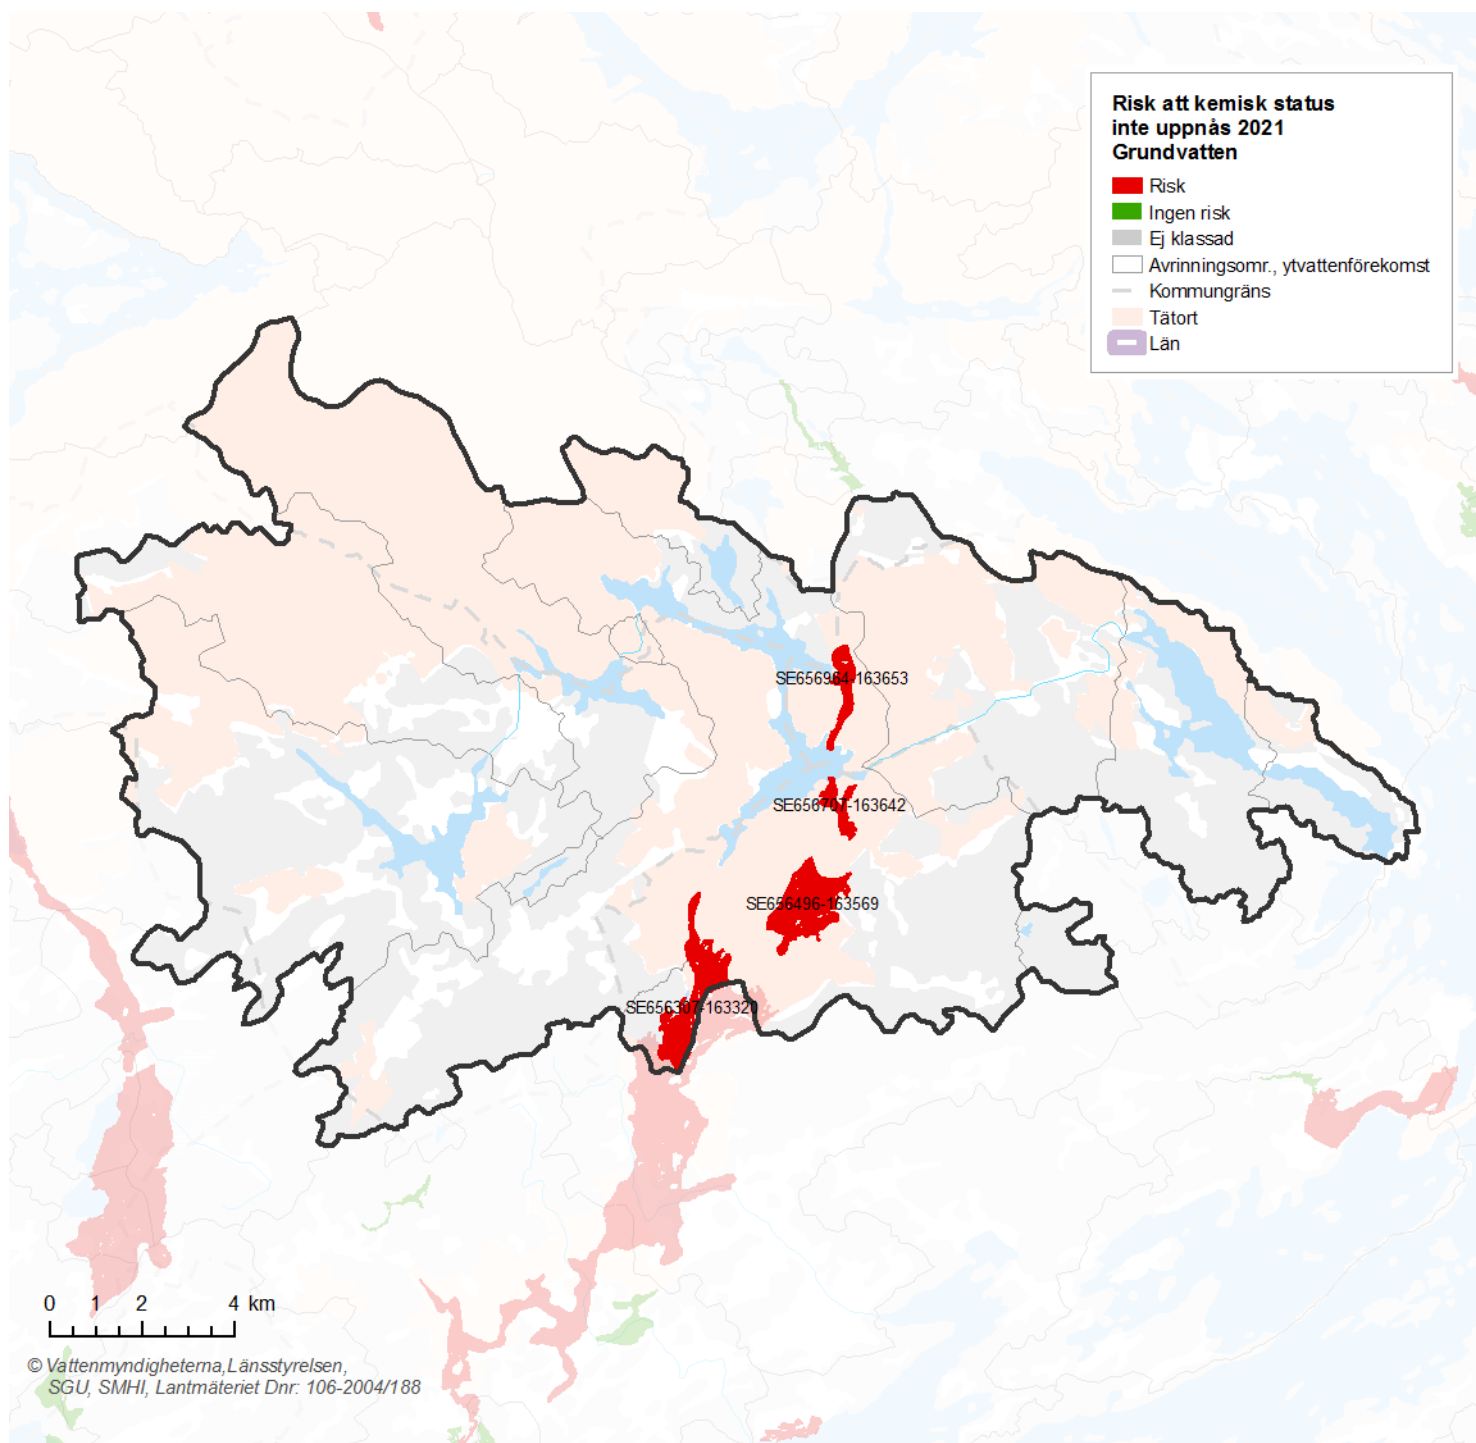 Risk att kemisk status
inte uppnås 2021
Grundvatten
Risk
Ingen risk
Ej klassad
Avrinningsomr., ytvattenförekomst
Kommungräns
Tätort
Län
SE656964-163653
SE656707-163642
SE656496-163569
SE656307-163320
0 1 2 4 km
© Vattenmyndigheterna,Länsstyrelsen,
SGU, SMHI, Lantmäteriet Dnr: 106-2004/188